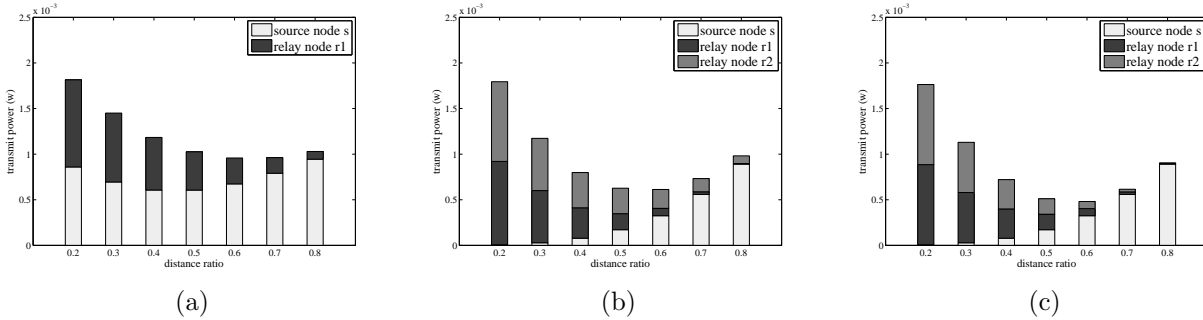 x 10⁻³
2.5
2
1.5
1
0.5
0
transmit power (w)
source node s
relay node r1
0.2 0.3 0.4 0.5 0.6 0.7 0.8
distance ratio
(a)
x 10⁻³
2.5
2
1.5
1
0.5
0
transmit power (w)
source node s
relay node r1
relay node r2
0.2 0.3 0.4 0.5 0.6 0.7 0.8
distance ratio
(b)
x 10⁻³
2.5
2
1.5
1
0.5
0
transmit power (w)
source node s
relay node r1
relay node r2
0.2 0.3 0.4 0.5 0.6 0.7 0.8
distance ratio
(c)